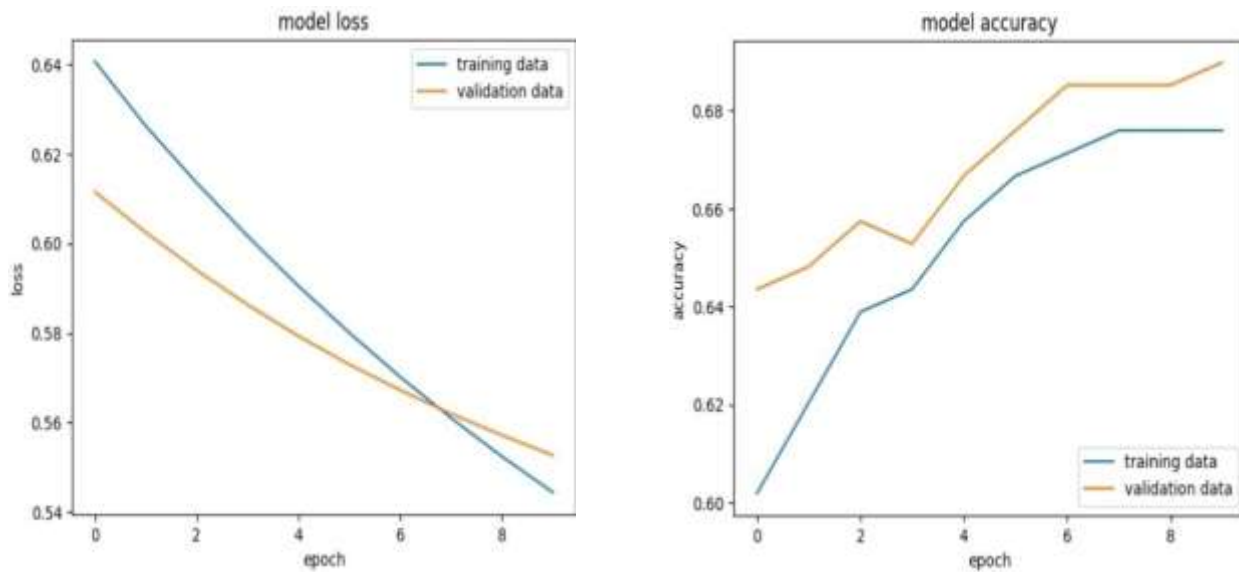 model loss
0.64
0.62
0.60
0.58
0.56
0.54
loss
0 2 4 6 8
epoch
training data
validation data
model accuracy
0.68
0.66
0.64
0.62
0.60
accuracy
0 2 4 6 8
epoch
training data
validation data